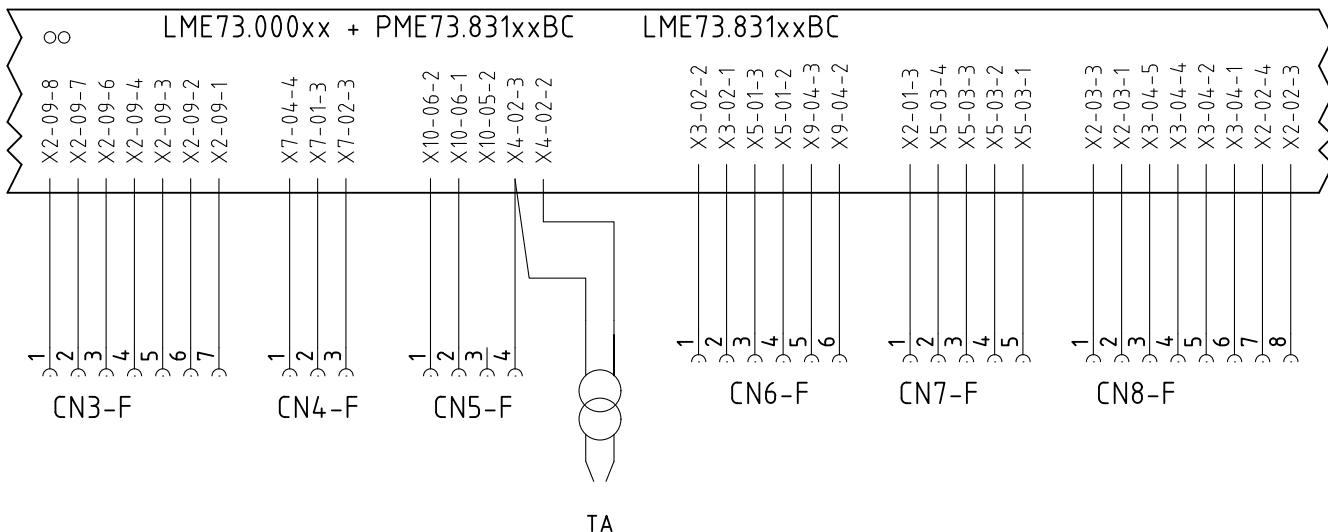 LME73.000xx + PME73.831xxBC LME73.831xxBC
X2-09-8
X2-09-7
X2-09-6
X2-09-4
X2-09-3
X2-09-2
X2-09-1
X7-04-4
X7-01-3
X7-02-3
X10-06-2
X10-06-1
X10-05-2
X4-02-3
X4-02-2
X3-02-2
X3-02-1
X5-01-3
X5-01-2
X9-04-3
X9-04-2
X2-01-3
X5-03-4
X5-03-3
X5-03-2
X5-03-1
X2-03-3
X2-03-1
X3-04-5
X3-04-4
X3-04-2
X3-04-1
X2-02-4
X2-02-3
1 2 3 4 5 6 7
1 2 3
1 2 3 4
1 2 3 4 5 6
1 2 3 4 5
1 2 3 4 5 6 7 8
CN3-F CN4-F CN5-F CN6-F CN7-F CN8-F
TA